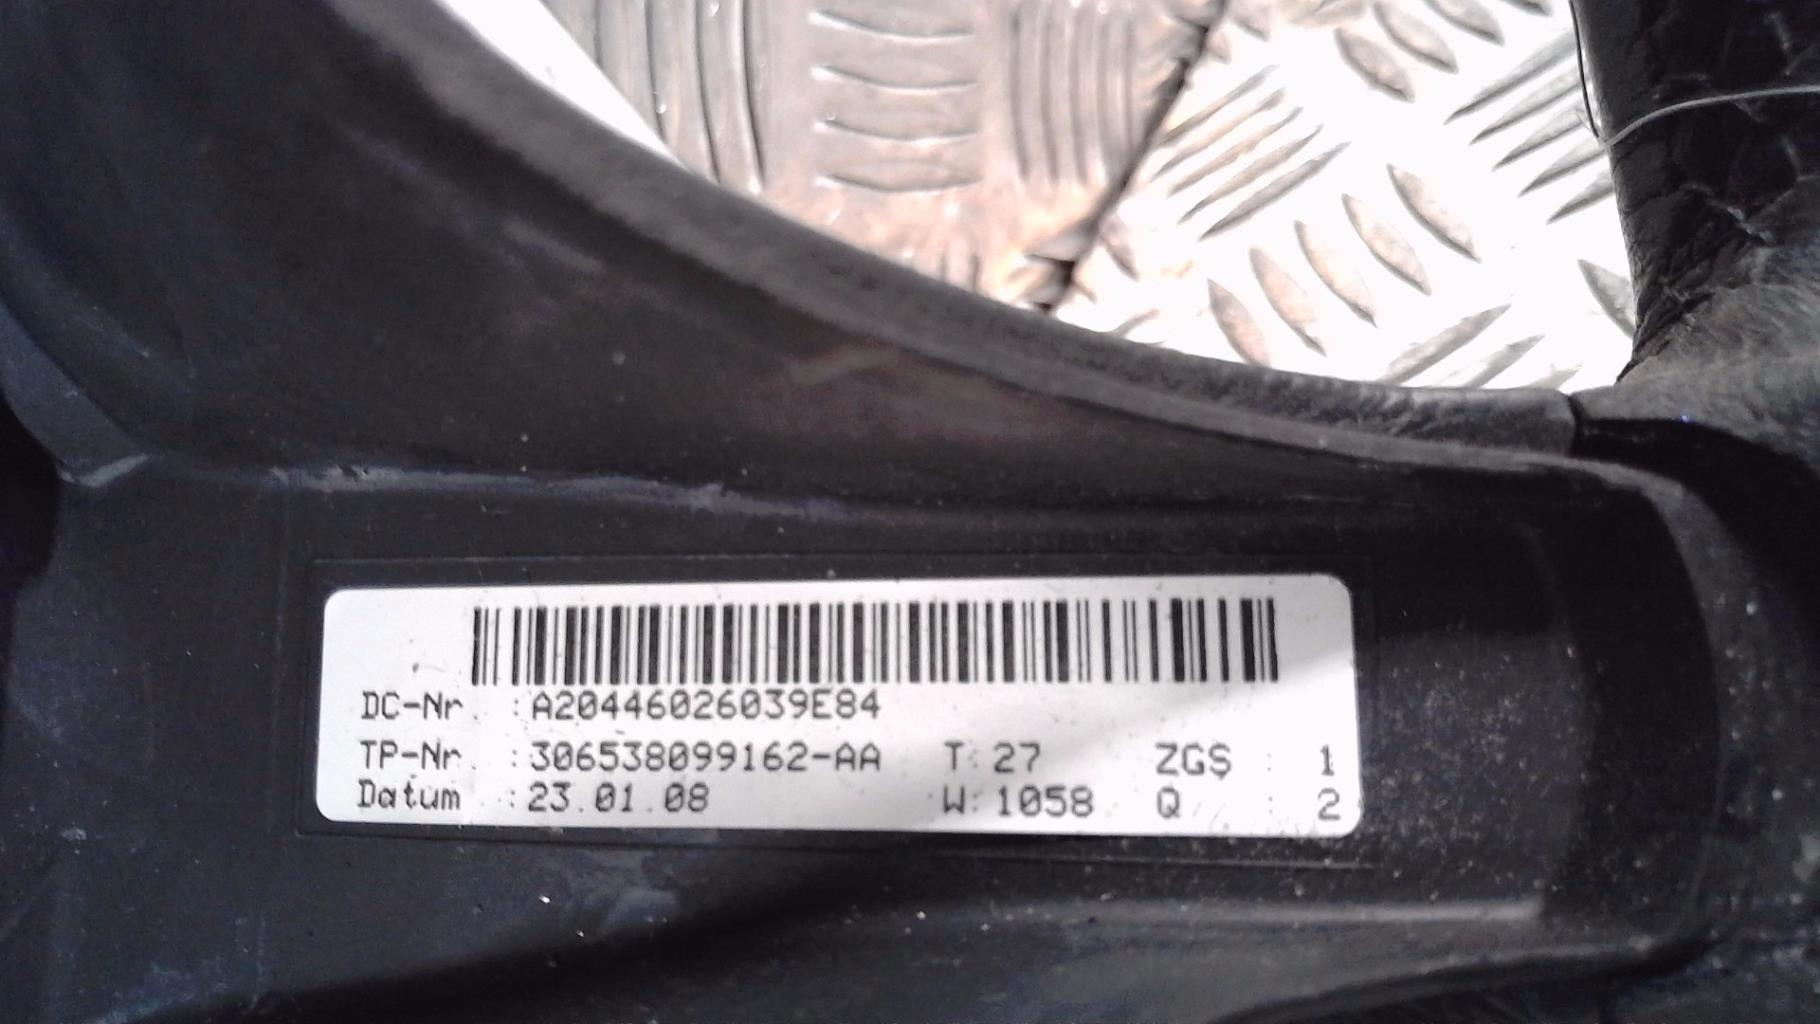 DC-Nr : A20446026039E84
TP-Nr : 306538099162-AA T: 27 ZGS : 1
Datum : 23.01.08 W: 1058 Q : 2